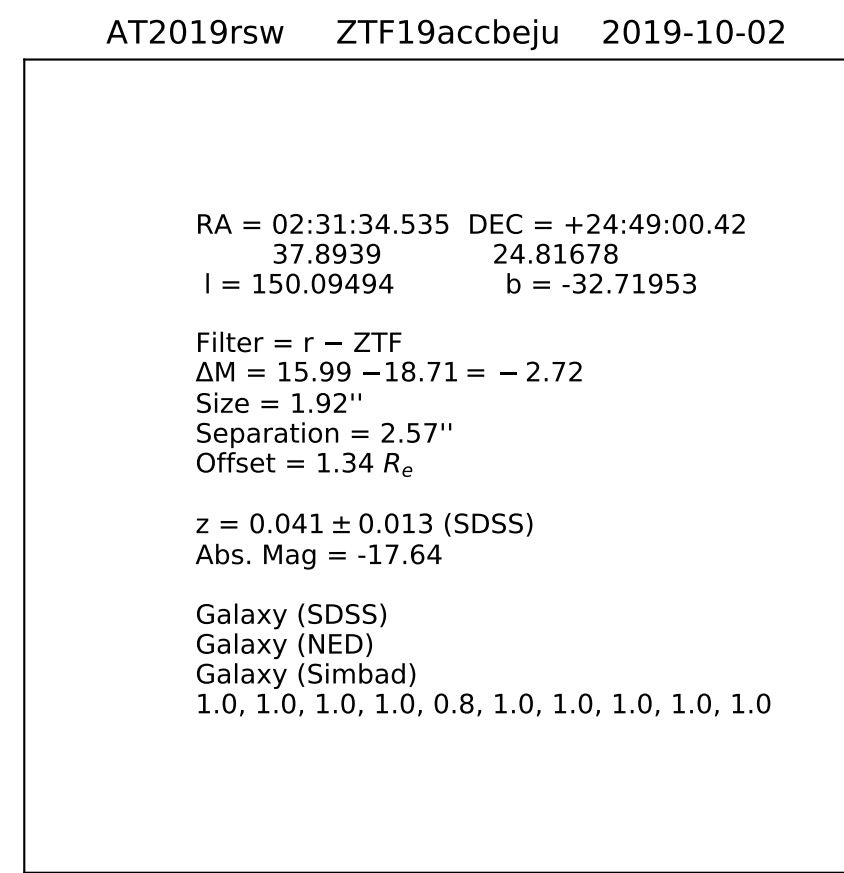 AT2019rsw ZTF19accbeju 2019-10-02
RA = 02:31:34.535 DEC = +24:49:00.42
37.8939 24.81678
l = 150.09494 b = -32.71953
Filter = r − ZTF
ΔM = 15.99 −18.71 = − 2.72
Size = 1.92''
Separation = 2.57''
Offset = 1.34 Re
z = 0.041 ± 0.013 (SDSS)
Abs. Mag = -17.64
Galaxy (SDSS)
Galaxy (NED)
Galaxy (Simbad)
1.0, 1.0, 1.0, 1.0, 0.8, 1.0, 1.0, 1.0, 1.0, 1.0